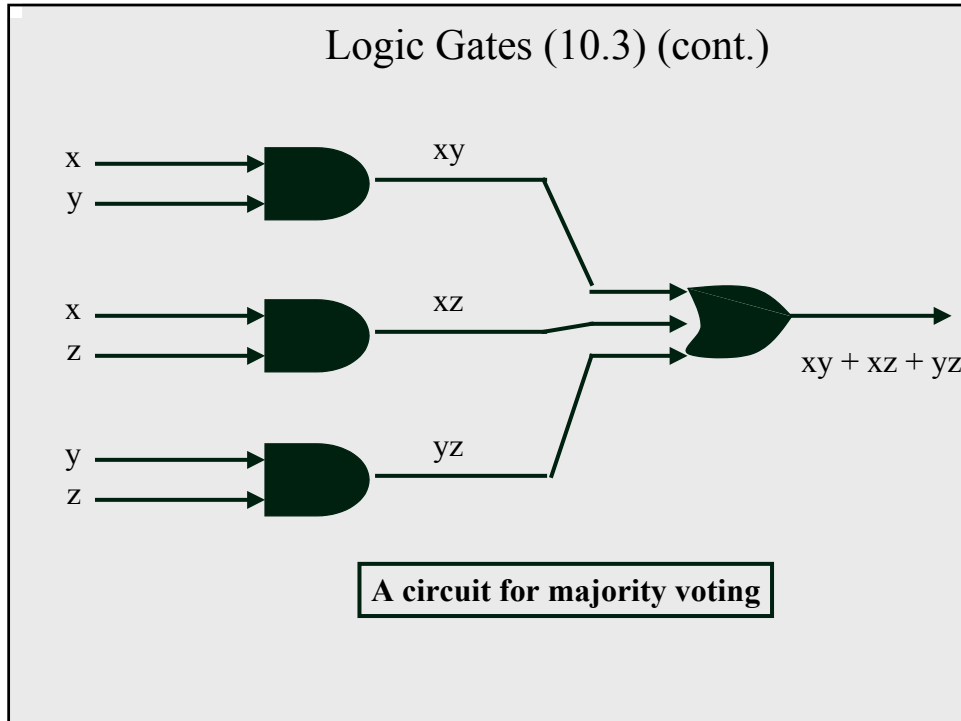 Logic Gates (10.3) (cont.)
x
y
xy
x
z
xz
xy + xz + yz
y
z
yz
A circuit for majority voting